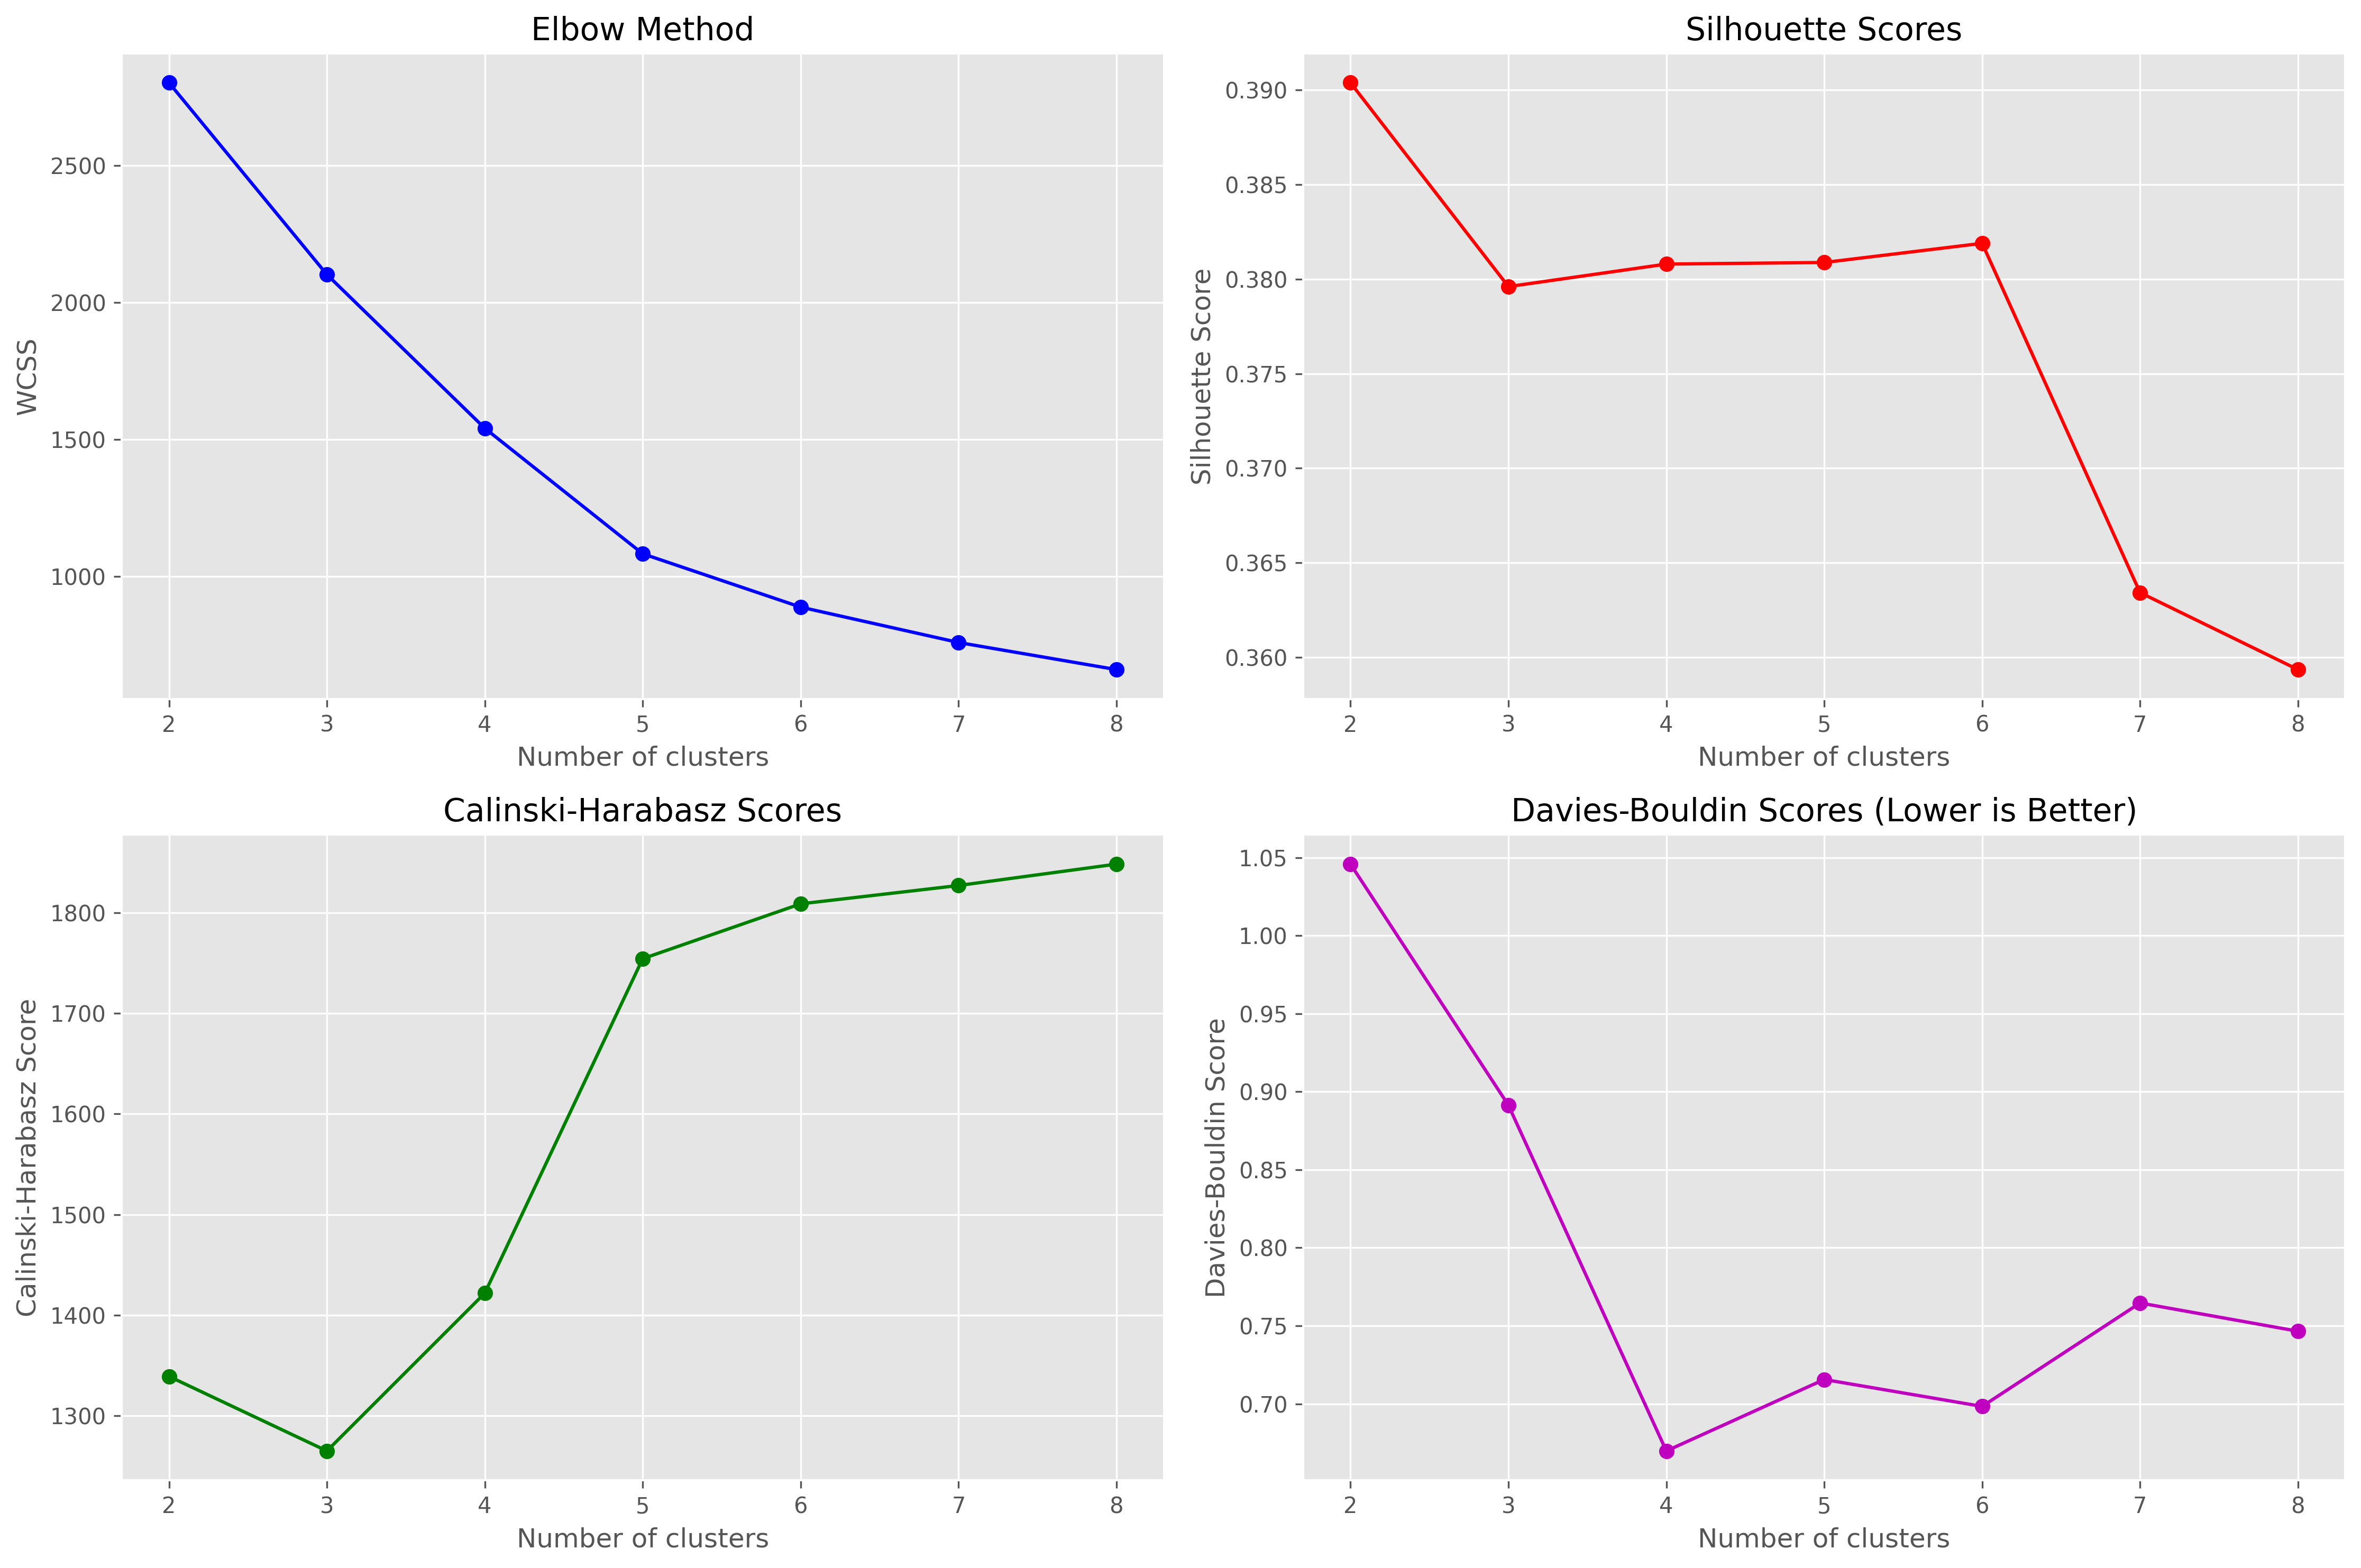 Elbow Method
2500
2000
1500
1000
WCSS
2 3 4 5 6 7 8
Number of clusters
Silhouette Scores
0.390
0.385
0.380
0.375
0.370
0.365
0.360
Silhouette Score
2 3 4 5 6 7 8
Number of clusters
Calinski-Harabasz Scores
1800
1700
1600
1500
1400
1300
Calinski-Harabasz Score
2 3 4 5 6 7 8
Number of clusters
Davies-Bouldin Scores (Lower is Better)
1.05
1.00
0.95
0.90
0.85
0.80
0.75
0.70
Davies-Bouldin Score
2 3 4 5 6 7 8
Number of clusters